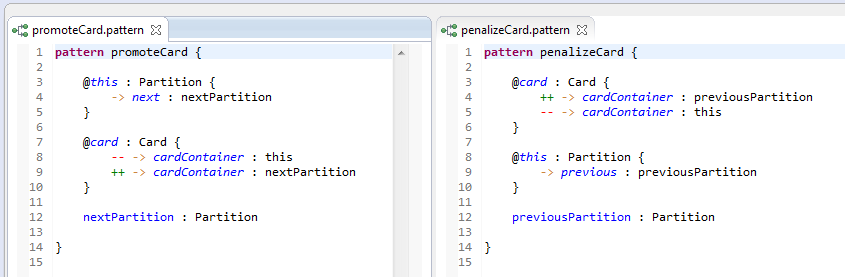 promoteCard.pattern
1 pattern promoteCard {
2
3 @this : Partition {
4 -> next : nextPartition
5 }
6
7 @card : Card {
8 -- -> cardContainer : this
9 ++ -> cardContainer : nextPartition
10 }
11
12 nextPartition : Partition
13
14 }
15
penalizeCard.pattern
1 pattern penalizeCard {
2
3 @card : Card {
4 ++ -> cardContainer : previousPartition
5 -- -> cardContainer : this
6 }
7
8 @this : Partition {
9 -> previous : previousPartition
10 }
11
12 previousPartition : Partition
13
14 }
15